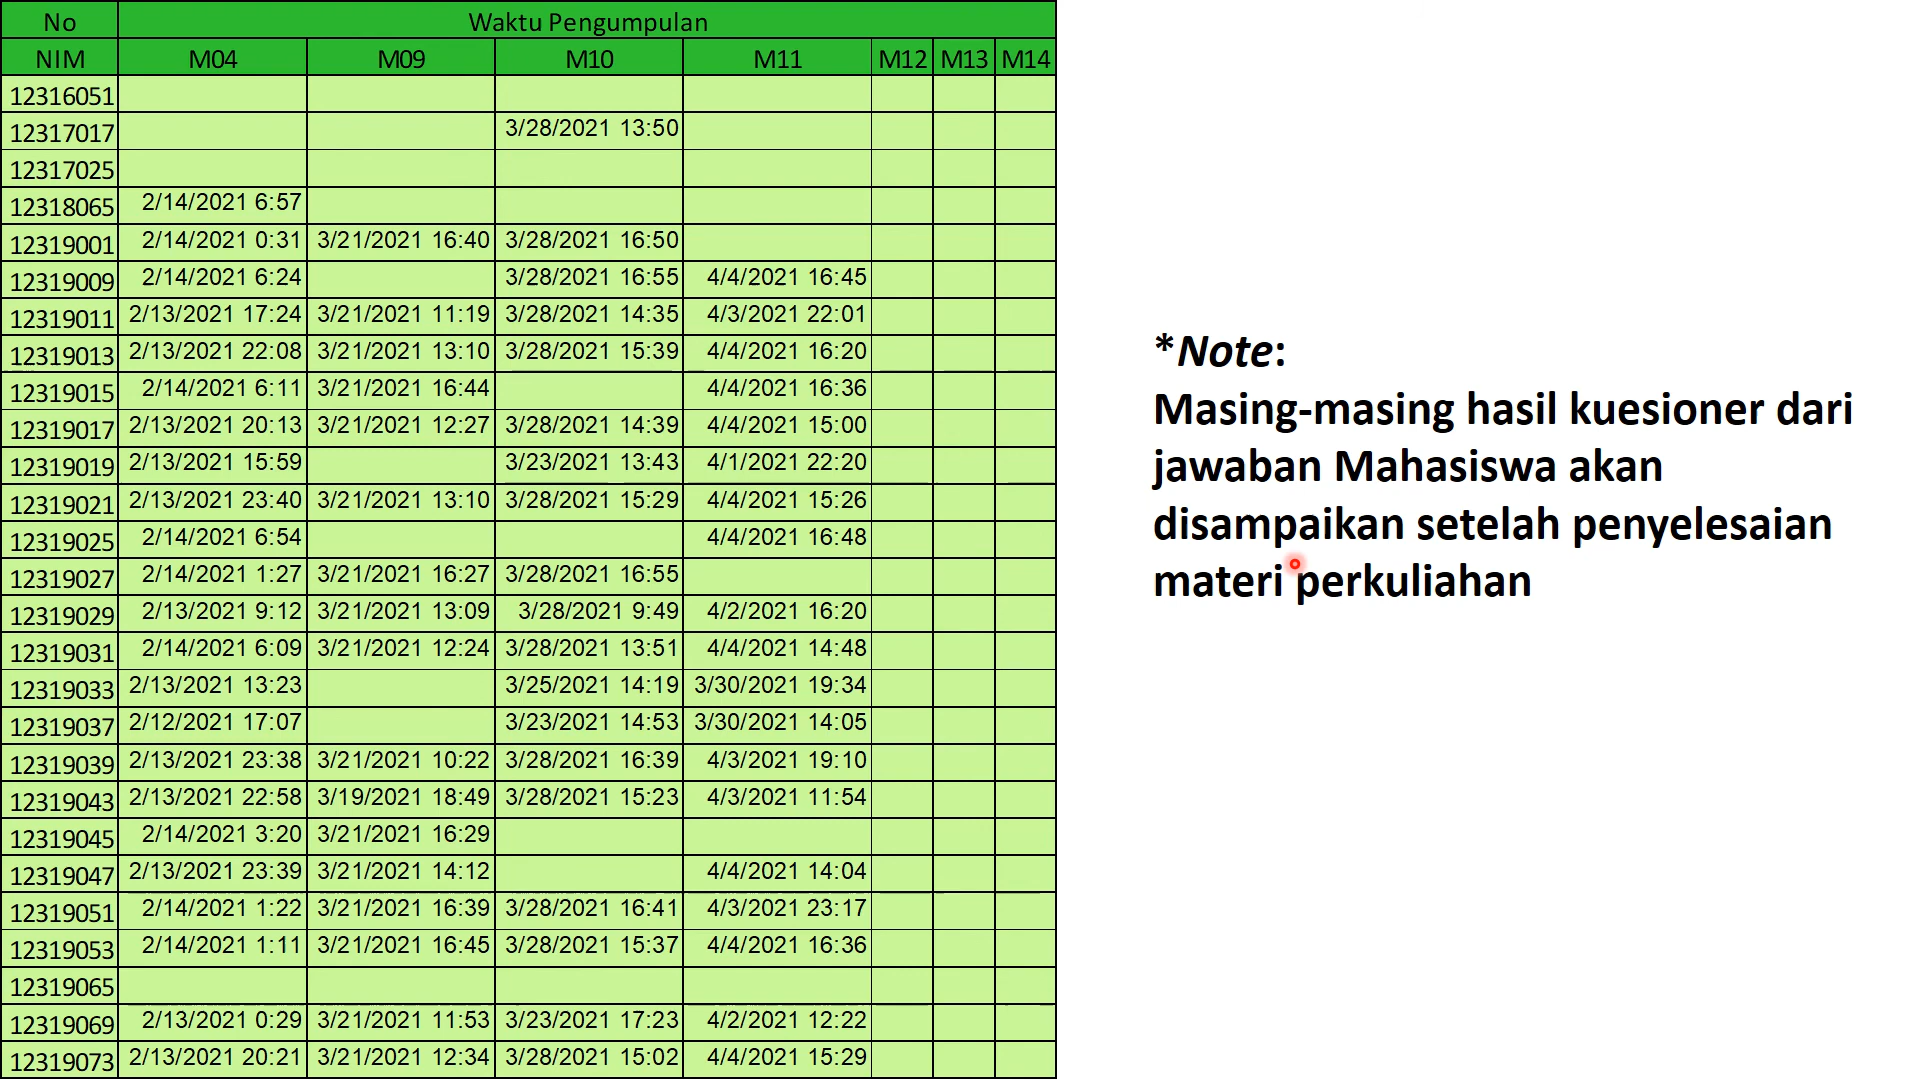 No Waktu Pengumpulan
NIM M04 M09 M10 M11 M12 M13 M14
12316051
12317017 3/28/2021 13:50
12317025
12318065 2/14/2021 6:57
12319001 2/14/2021 0:31 3/21/2021 16:40 3/28/2021 16:50
12319009 2/14/2021 6:24 3/28/2021 16:55 4/4/2021 16:45
12319011 2/13/2021 17:24 3/21/2021 11:19 3/28/2021 14:35 4/3/2021 22:01
12319013 2/13/2021 22:08 3/21/2021 13:10 3/28/2021 15:39 4/4/2021 16:20
12319015 2/14/2021 6:11 3/21/2021 16:44 4/4/2021 16:36
12319017 2/13/2021 20:13 3/21/2021 12:27 3/28/2021 14:39 4/4/2021 15:00
12319019 2/13/2021 15:59 3/23/2021 13:43 4/1/2021 22:20
12319021 2/13/2021 23:40 3/21/2021 13:10 3/28/2021 15:29 4/4/2021 15:26
12319025 2/14/2021 6:54 4/4/2021 16:48
12319027 2/14/2021 1:27 3/21/2021 16:27 3/28/2021 16:55
12319029 2/13/2021 9:12 3/21/2021 13:09 3/28/2021 9:49 4/2/2021 16:20
12319031 2/14/2021 6:09 3/21/2021 12:24 3/28/2021 13:51 4/4/2021 14:48
12319033 2/13/2021 13:23 3/25/2021 14:19 3/30/2021 19:34
12319037 2/12/2021 17:07 3/23/2021 14:53 3/30/2021 14:05
12319039 2/13/2021 23:38 3/21/2021 10:22 3/28/2021 16:39 4/3/2021 19:10
12319043 2/13/2021 22:58 3/19/2021 18:49 3/28/2021 15:23 4/3/2021 11:54
12319045 2/14/2021 3:20 3/21/2021 16:29
12319047 2/13/2021 23:39 3/21/2021 14:12 4/4/2021 14:04
12319051 2/14/2021 1:22 3/21/2021 16:39 3/28/2021 16:41 4/3/2021 23:17
12319053 2/14/2021 1:11 3/21/2021 16:45 3/28/2021 15:37 4/4/2021 16:36
12319065
12319069 2/13/2021 0:29 3/21/2021 11:53 3/23/2021 17:23 4/2/2021 12:22
12319073 2/13/2021 20:21 3/21/2021 12:34 3/28/2021 15:02 4/4/2021 15:29
*Note:
Masing-masing hasil kuesioner dari
jawaban Mahasiswa akan
disampaikan setelah penyelesaian
materi perkuliahan